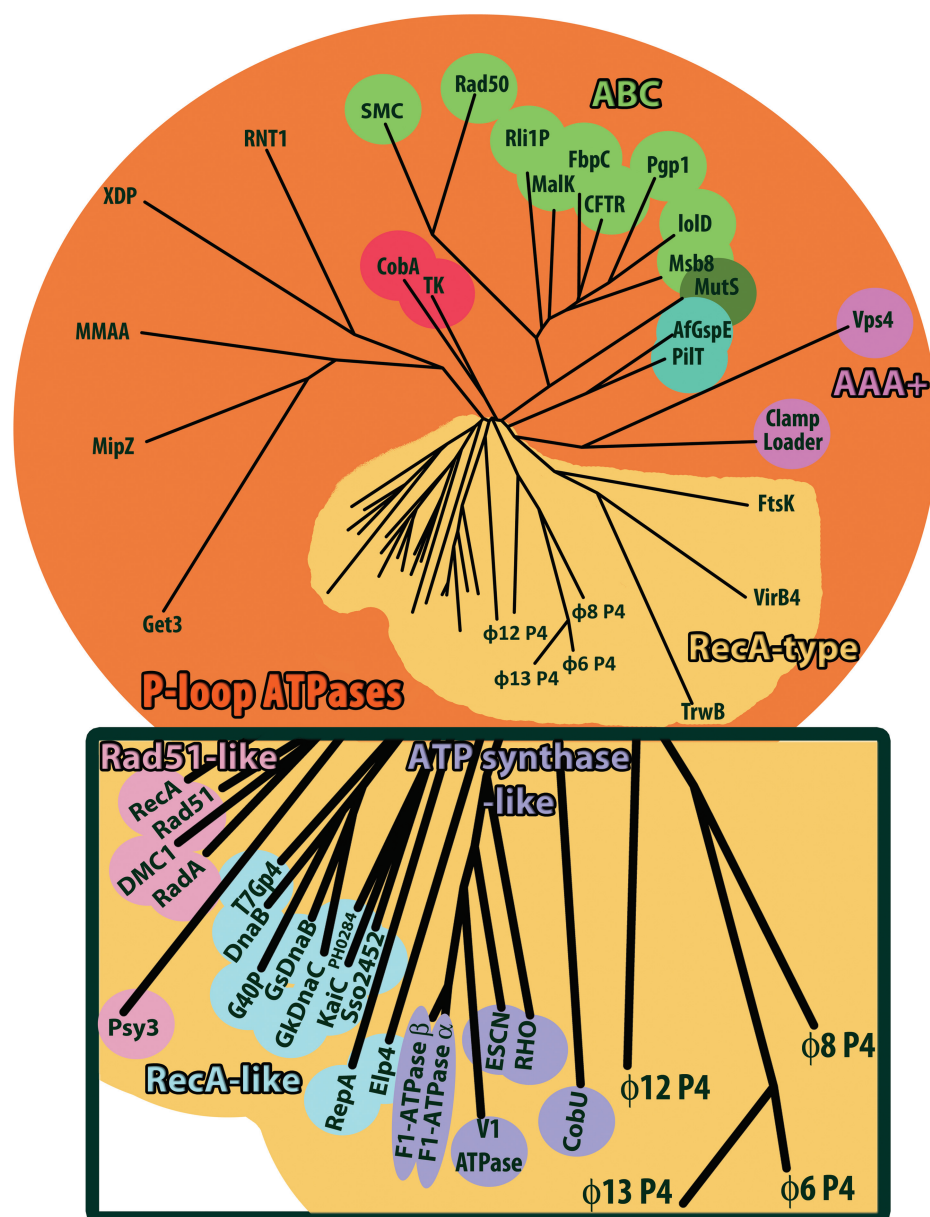 ABC
Rad50
SMC
RNT1
Rli1P
FbpC
Pgp1
MalK
CFTR
XDP
IolD
CobA
Msb8
TK
MutS
Vps4
MMAA
AfGspE
PilT
AAA+
Clamp
Loader
MipZ
FtsK
VirB4
Get3
ϕ8 P4
ϕ12 P4
RecA-type
ϕ6 P4
ϕ13 P4
P-loop ATPases
TrwB
Rad51-like
ATP synthase
-like
RecA
Rad51
DMC1
RadA
T7Gp4
DnaB
G40P
GsDnaB
GkDnaC
KaiC
PH0284
Sso2452
Psy3
RecA-like
RepA
Elp4
F1-ATPase β
F1-ATPase α
ESCN
RHO
V1
ATPase
CobU
ϕ12 P4
ϕ8 P4
ϕ13 P4
ϕ6 P4